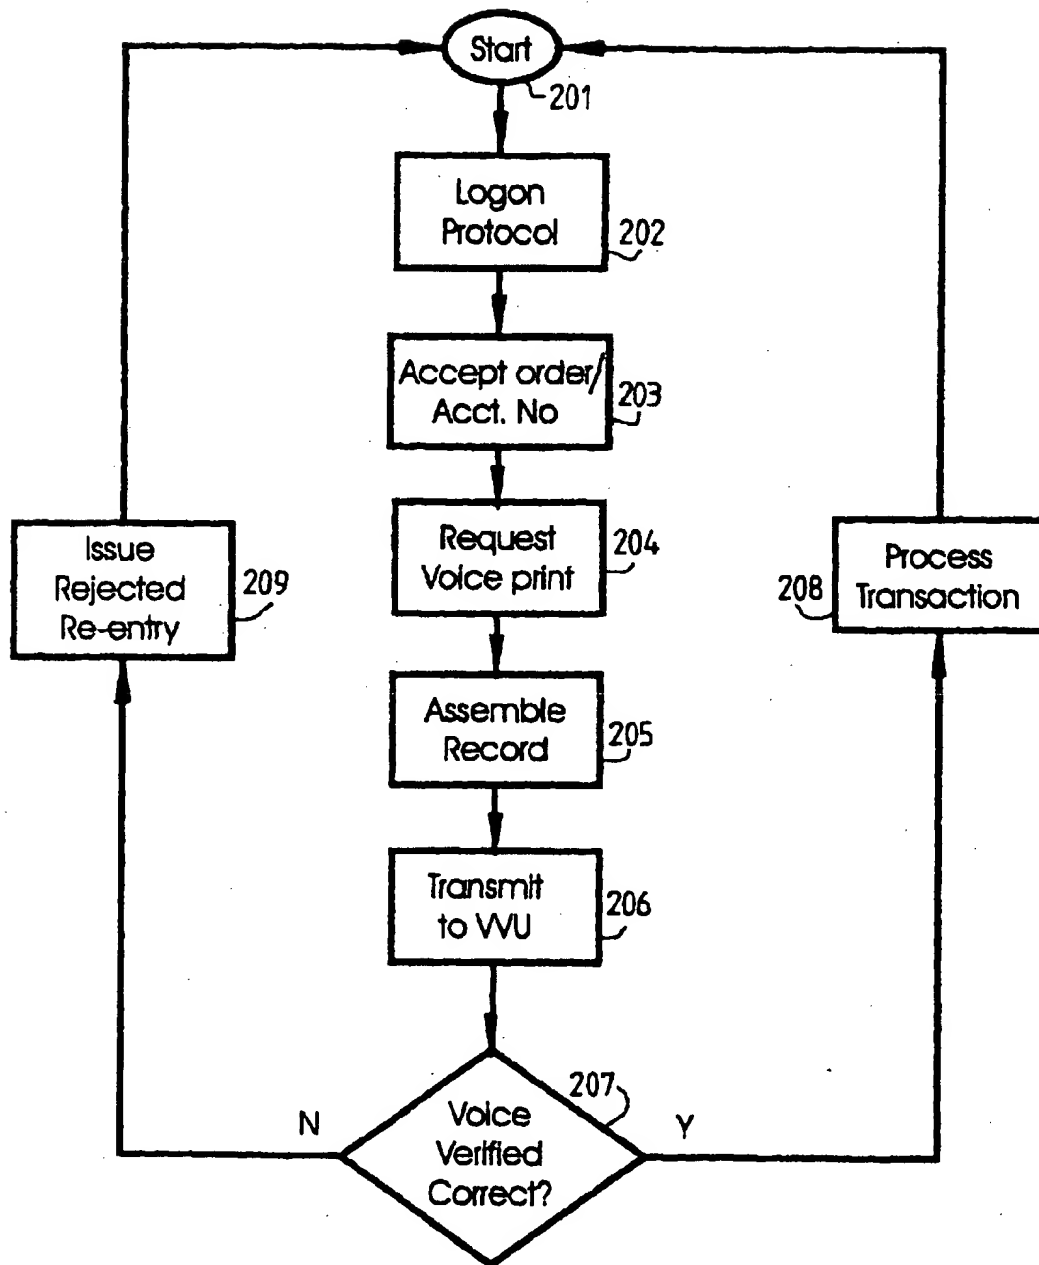 Start
201
Logon
Protocol
202
Accept order/
Acct. No
203
Request
Voice print
204
Assemble
Record
205
Transmit
to VVU
206
Issue
Rejected
Re-entry
209
Process
Transaction
208
207
Voice
Verified
Correct?
N
Y